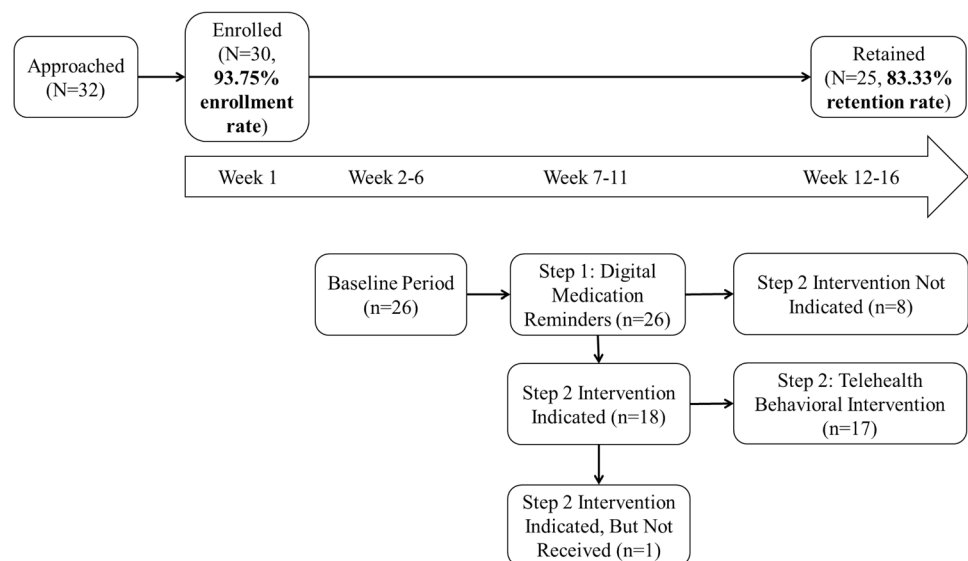 Approached
(N=32)
Enrolled
(N=30,
93.75%
enrollment
rate)
Retained
(N=25, 83.33%
retention rate)
Week 1
Week 2-6
Week 7-11
Week 12-16
Baseline Period
(n=26)
Step 1: Digital
Medication
Reminders (n=26)
Step 2 Intervention Not
Indicated (n=8)
Step 2 Intervention
Indicated (n=18)
Step 2: Telehealth
Behavioral Intervention
(n=17)
Step 2 Intervention
Indicated, But Not
Received (n=1)